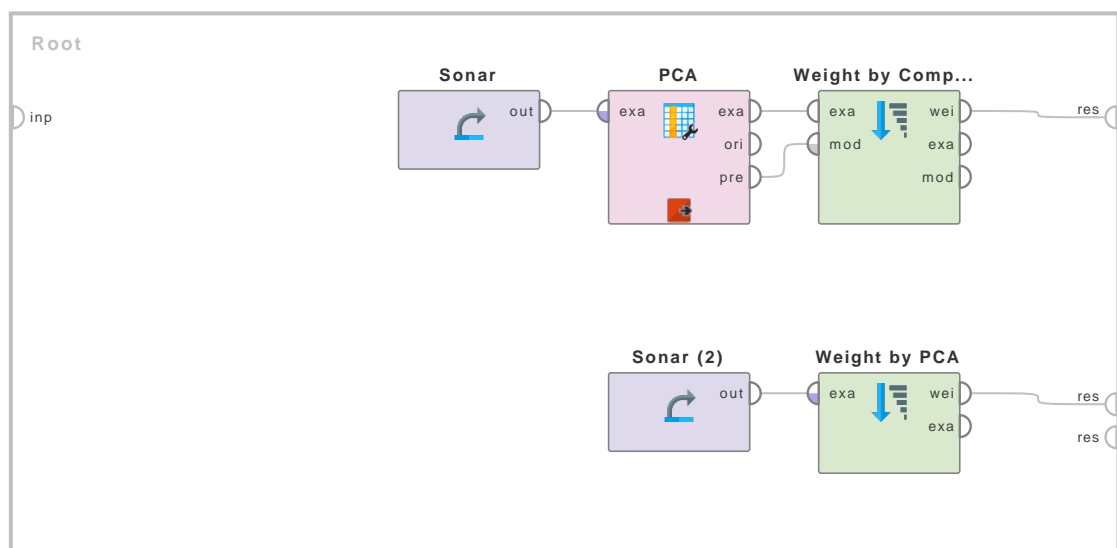 Root
inp
Sonar
out
PCA
exa
exa
ori
pre
Weight by Comp...
exa
mod
wei
exa
mod
res
Sonar (2)
out
Weight by PCA
exa
wei
exa
res
res